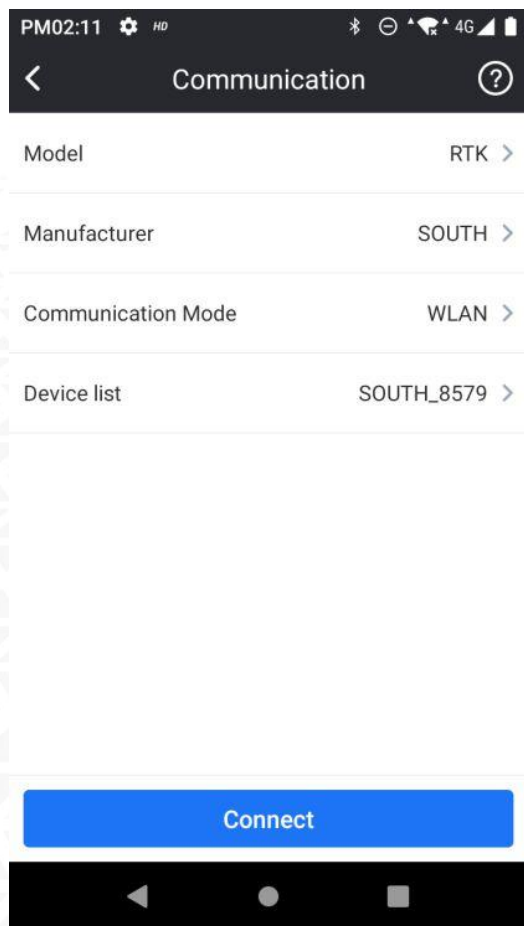 PM02:11 HD 4G
Communication ?
Model RTK
Manufacturer SOUTH
Communication Mode WLAN
Device list SOUTH_8579
Connect